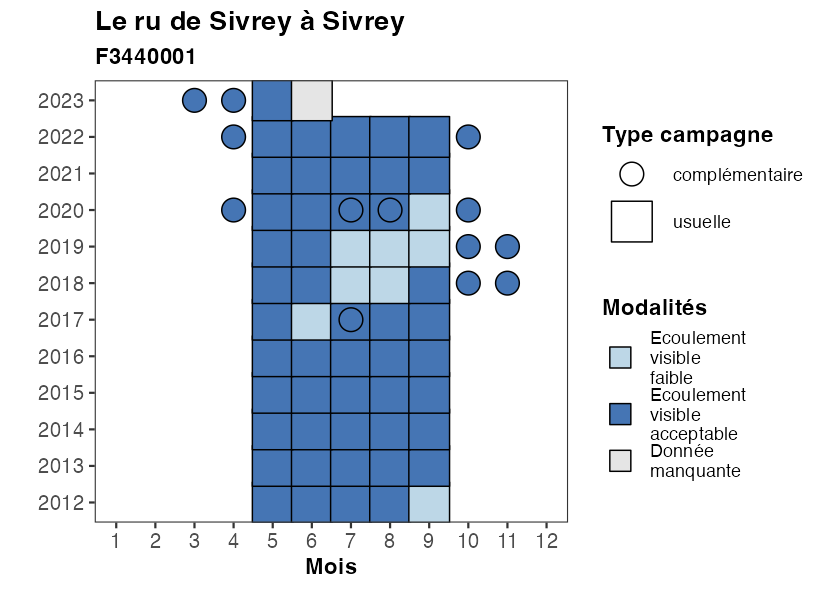 Le ru de Sivrey à Sivrey
F3440001
2023
2022
2021
2020
2019
2018
2017
2016
2015
2014
2013
2012
1 2 3 4 5 6 7 8 9 10 11 12
Mois
Type campagne
complémentaire
usuelle
Modalités
Ecoulement
visible
faible
Ecoulement
visible
acceptable
Donnée
manquante